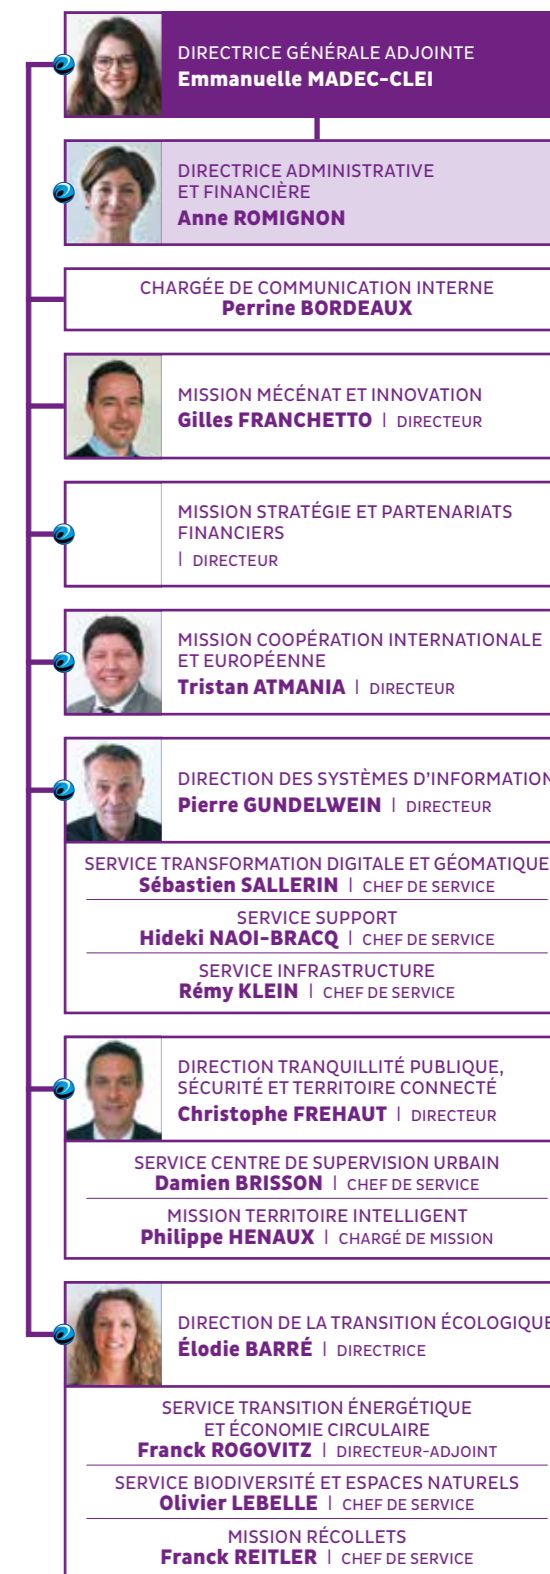 DIRECTRICE GÉNÉRALE ADJOINTE
Emmanuelle MADEC-CLEI
DIRECTRICE ADMINISTRATIVE
ET FINANCIÈRE
Anne ROMIGNON
CHARGÉE DE COMMUNICATION INTERNE
Perrine BORDEAUX
MISSION MÉCÉNAT ET INNOVATION
Gilles FRANCHETTO | DIRECTEUR
MISSION STRATÉGIE ET PARTENARIATS
FINANCIERS
| DIRECTEUR
MISSION COOPÉRATION INTERNATIONALE
ET EUROPÉENNE
Tristan ATMANIA | DIRECTEUR
DIRECTION DES SYSTÈMES D'INFORMATION
Pierre GUNDELWEIN | DIRECTEUR
SERVICE TRANSFORMATION DIGITALE ET GÉOMATIQUE
Sébastien SALLERIN | CHEF DE SERVICE
SERVICE SUPPORT
Hideki NAOI-BRACQ | CHEF DE SERVICE
SERVICE INFRASTRUCTURE
Rémy KLEIN | CHEF DE SERVICE
DIRECTION TRANQUILLITÉ PUBLIQUE,
SÉCURITÉ ET TERRITOIRE CONNECTÉ
Christophe FREHAUT | DIRECTEUR
SERVICE CENTRE DE SUPERVISION URBAIN
Damien BRISSON | CHEF DE SERVICE
MISSION TERRITOIRE INTELLIGENT
Philippe HENAUX | CHARGÉ DE MISSION
DIRECTION DE LA TRANSITION ÉCOLOGIQUE
Élodie BARRÉ | DIRECTRICE
SERVICE TRANSITION ÉNERGÉTIQUE
ET ÉCONOMIE CIRCULAIRE
Franck ROGOVITZ | DIRECTEUR-ADJOINT
SERVICE BIODIVERSITÉ ET ESPACES NATURELS
Olivier LEBELLE | CHEF DE SERVICE
MISSION RÉCOLLETS
Franck REITLER | CHEF DE SERVICE